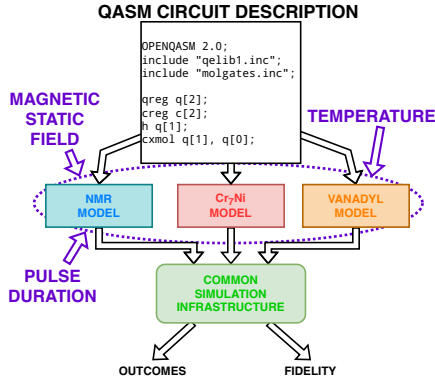 QASM CIRCUIT DESCRIPTION
OPENQASM 2.0;
include "qelib1.inc";
include "molgates.inc";
qreg q[2];
creg c[2];
h q[1];
cxmol q[1], q[0];
MAGNETIC
STATIC
FIELD
TEMPERATURE
NMR
MODEL
Cr₇Ni
MODEL
VANADYL
MODEL
PULSE
DURATION
COMMON
SIMULATION
INFRASTRUCTURE
OUTCOMES
FIDELITY